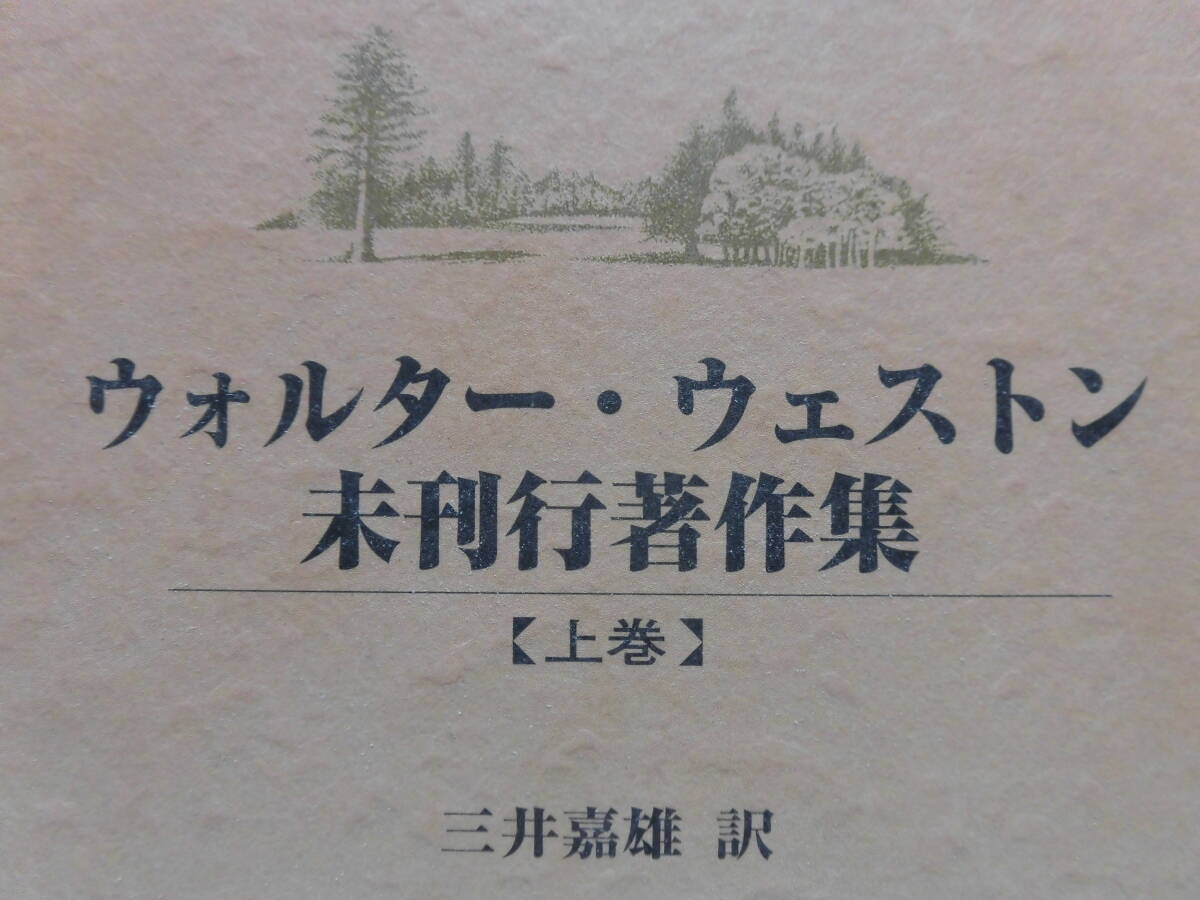 ウォルター・ウェストン
未刊行著作集
【上巻】
三井嘉雄 訳